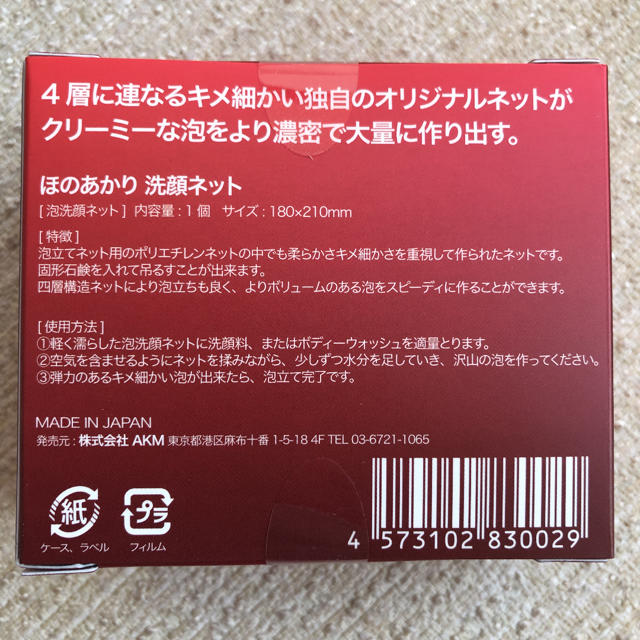 4層に連なるキメ細かい独自のオリジナルネットが
クリーミーな泡をより濃密で大量に作り出す。
ほのあかり 洗顔ネット
[ 泡洗顔ネット ] 内容量：1個 サイズ：180×210mm
[ 特徴 ]
泡立てネット用のポリエチレンネットの中でも柔らかさキメ細かさを重視して作られたネットです。
固形石鹸を入れて吊るすことが出来ます。
四層構造ネットにより泡立ちも良く、よりボリュームのある泡をスピーディに作ることができます。
[ 使用方法 ]
①軽く濡らした泡洗顔ネットに洗顔料、またはボディーウォッシュを適量とります。
②空気を含ませるようにネットを揉みながら、少しずつ水分を足していき、沢山の泡を作ってください。
③弾力のあるキメ細かい泡が出来たら、泡立て完了です。
MADE IN JAPAN
発売元：株式会社 AKM 東京都港区麻布十番 1-5-18 4F TEL 03-6721-1065
紙 プラ
ケース、ラベル フィルム
4 573102 830029